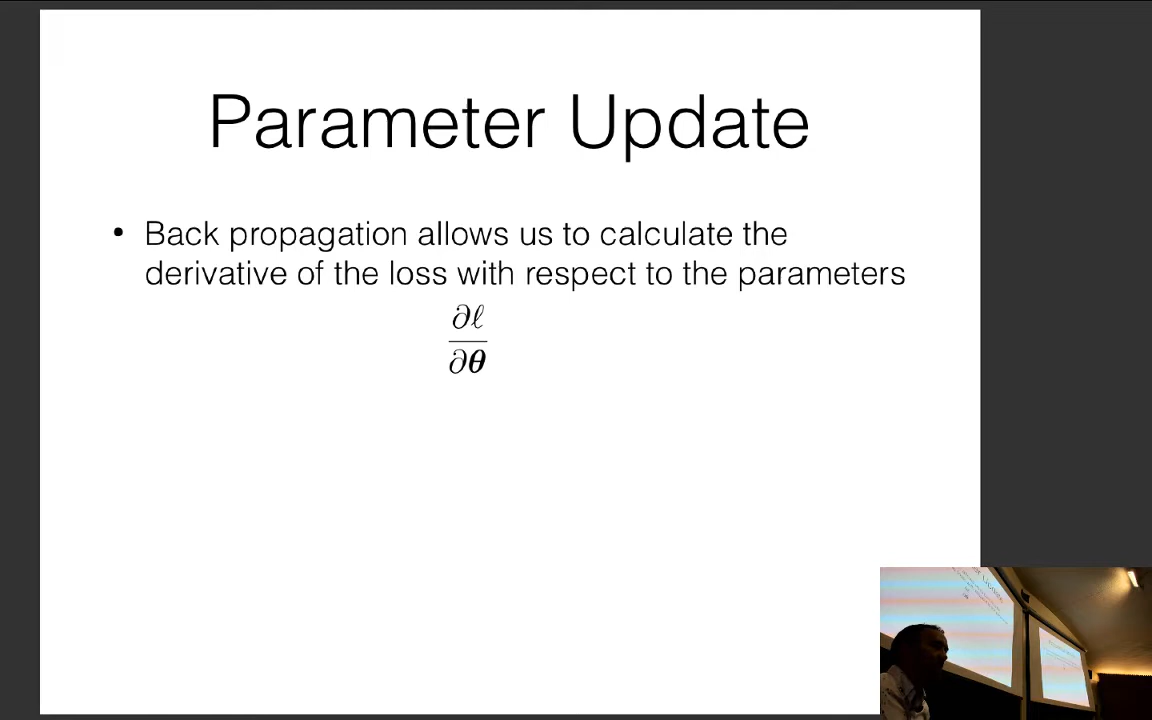 Parameter Update
• Back propagation allows us to calculate the
derivative of the loss with respect to the parameters
∂ℓ
∂θ